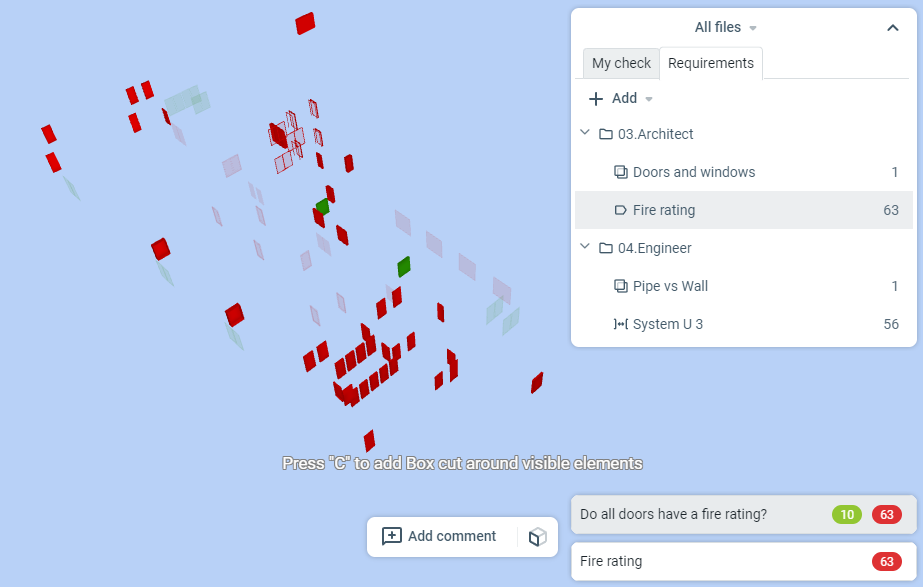 All files
My check
Requirements
Add
03.Architect
Doors and windows 1
Fire rating 63
04.Engineer
Pipe vs Wall 1
System U 3 56
Press "C" to add Box cut around visible elements
Do all doors have a fire rating? 10 63
Add comment
Fire rating 63